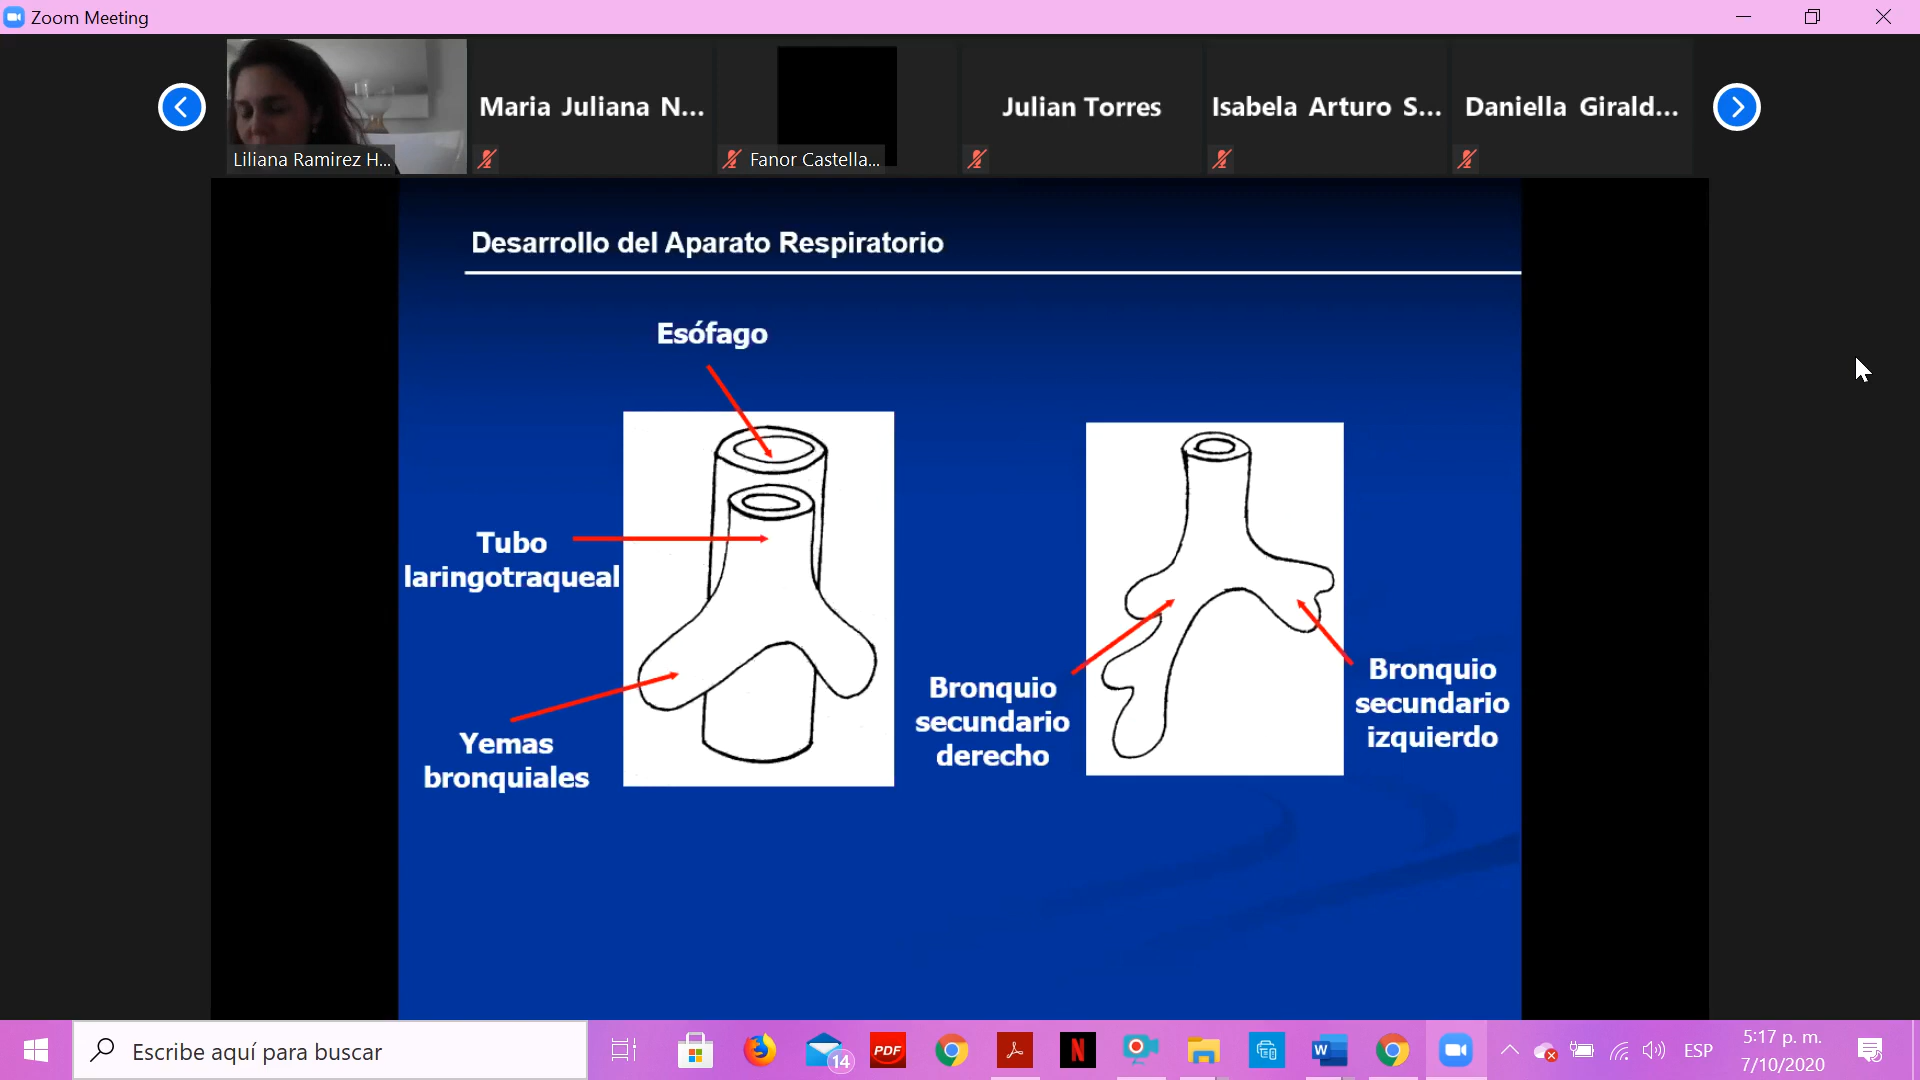 Zoom Meeting
Maria Juliana N...
Julian Torres
Isabela Arturo S...
Daniella Girald...
Liliana Ramirez H...
Fanor Castella...
Desarrollo del Aparato Respiratorio
Esófago
Tubo
laringotraqueal
Yemas
bronquiales
Bronquio
secundario
derecho
Bronquio
secundario
izquierdo
Escribe aquí para buscar
14
PDF
N
W
ESP
5:17 p. m.
7/10/2020